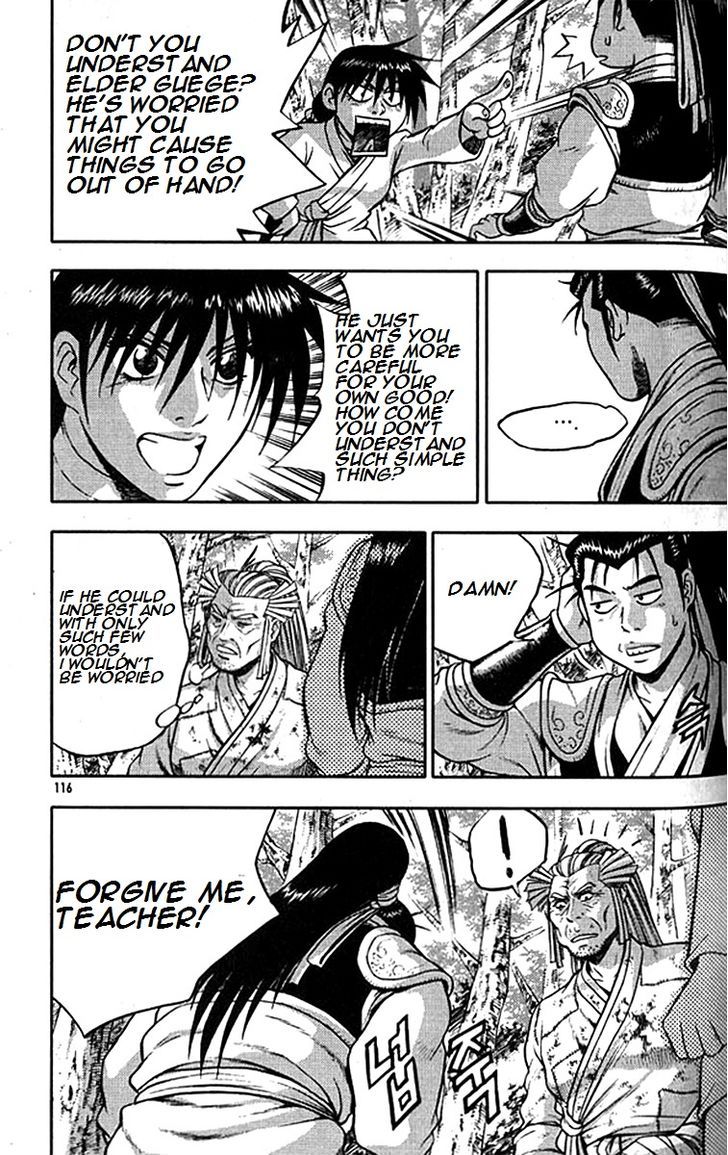 DON'T YOU
UNDERSTAND
ELDER GUEGE?
HE'S WORRIED
THAT YOU
MIGHT CAUSE
THINGS TO GO
OUT OF HAND!
HE JUST
WANTS YOU
TO BE MORE
CAREFUL
FOR YOUR
OWN GOOD!
HOW COME
YOU DON'T
UNDERSTAND
SUCH SIMPLE
THING?
...
IF HE COULD
UNDERSTAND
WITH ONLY
SUCH FEW
WORDS,
I WOULDN'T
BE WORRIED
DAMN!
116
FORGIVE ME,
TEACHER!
!